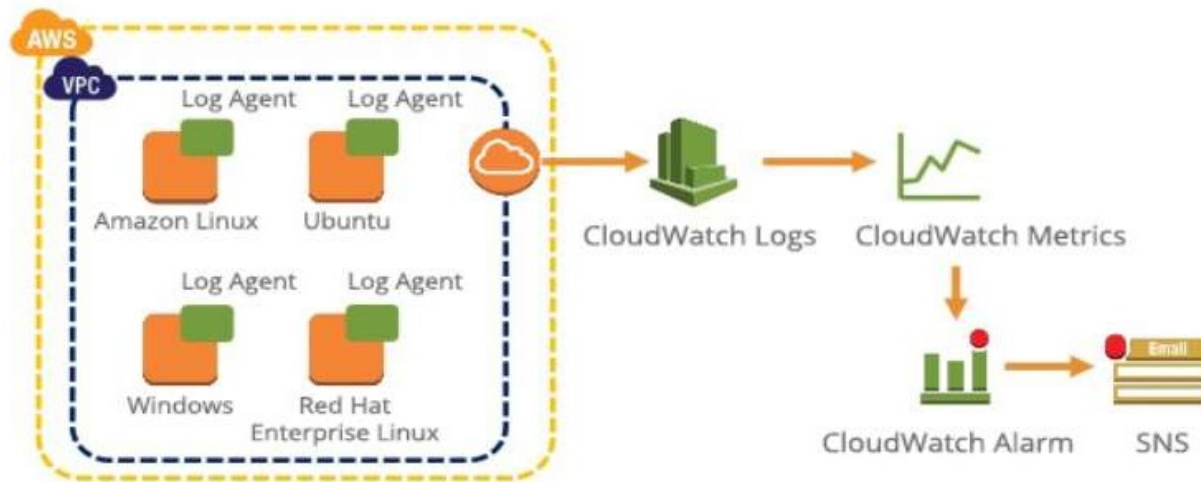 AWS
VPC
Log Agent
Log Agent
Amazon Linux
Ubuntu
Log Agent
Log Agent
Windows
Red Hat
Enterprise Linux
CloudWatch Logs
CloudWatch Metrics
Email
CloudWatch Alarm
SNS